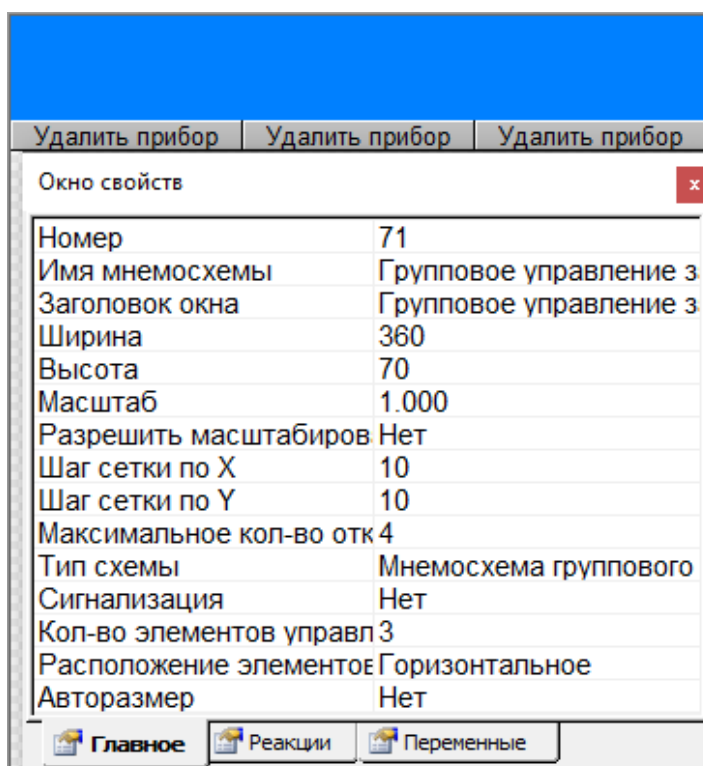 Удалить прибор Удалить прибор Удалить прибор
Окно свойств x
Номер 71
Имя мнемосхемы Групповое управление з
Заголовок окна Групповое управление з
Ширина 360
Высота 70
Масштаб 1.000
Разрешить масштабиров Нет
Шаг сетки по X 10
Шаг сетки по Y 10
Максимальное кол-во отк 4
Тип схемы Мнемосхема группового
Сигнализация Нет
Кол-во элементов управл 3
Расположение элементов Горизонтальное
Авторазмер Нет
Главное Реакции Переменные